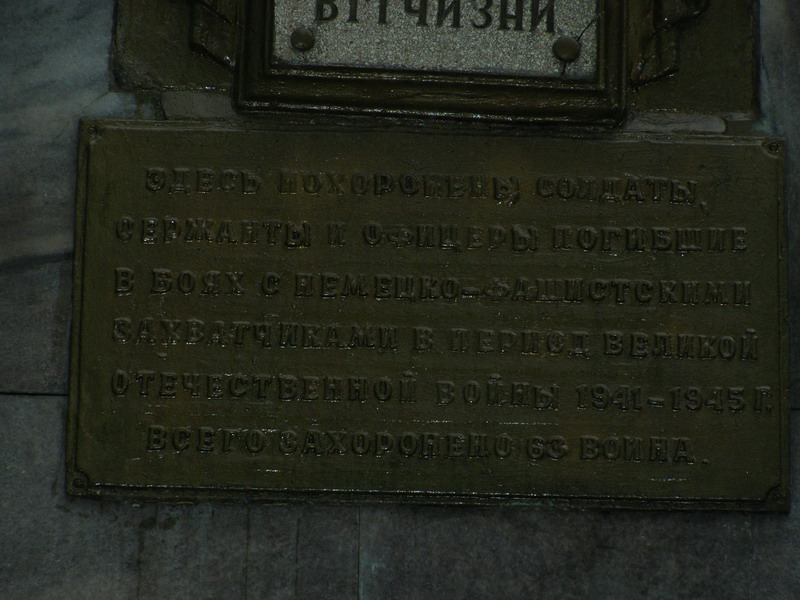 ВІТЧИЗНИ
ЗДЕСЬ ПОХОРОНЕНЫ СОЛДАТЫ,
СЕРЖАНТЫ И ОФИЦЕРЫ ПОГИБШИЕ
В БОЯХ С НЕМЕЦКО-ФАШИСТСКИМИ
ЗАХВАТЧИКАМИ В ПЕРИОД ВЕЛИКОЙ
ОТЕЧЕСТВЕННОЙ ВОЙНЫ 1941-1945 Г.
ВСЕГО ЗАХОРОНЕНО 63 ВОИНА.